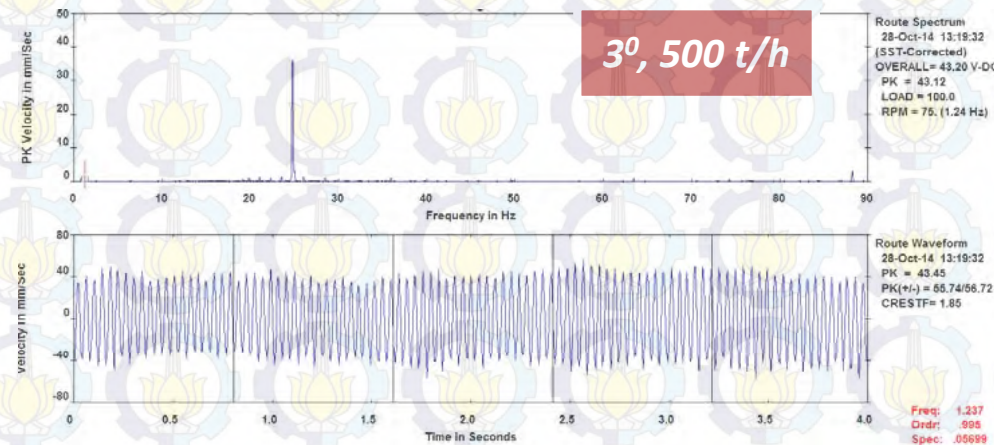 3⁰, 500 t/h
50
40
30
20
10
0
PK Velocity in mm/Sec
0 10 20 30 40 50 60 70 80 90
Frequency in Hz
Route Spectrum
28-Oct-14 13:19:32
(SST-Corrected)
OVERALL= 43.20 V-DG
PK = 43.12
LOAD = 100.0
RPM = 75. (1.24 Hz)
80
40
0
-40
-80
Velocity in mm/Sec
0 0.5 1.0 1.5 2.0 2.5 3.0 3.5 4.0
Time in Seconds
Route Waveform
28-Oct-14 13:19:32
PK = 43.45
PK(+/-) = 55.74/56.72
CRESTF= 1.85
Freq: 1.237
Ordr: .995
Spec: .05699